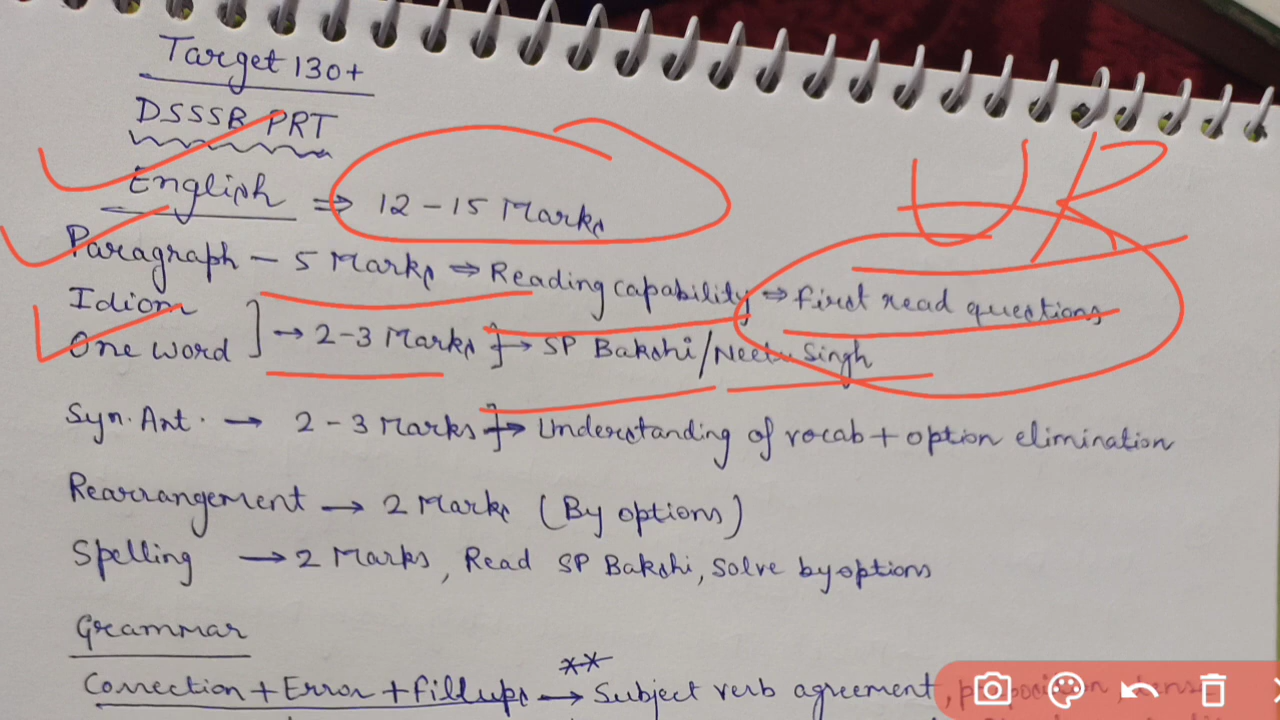 Target 130+
DSSSB PRT
English ⇒ 12-15 Marks
Paragraph - 5 Marks ⇒ Reading capability ⇒ First read questions
Idiom
One word ] → 2-3 Marks ] → SP Bakshi/Neetu Singh
UR
Syn. Ant. → 2-3 Marks ] → Understanding of vocab + option elimination
Rearrangement → 2 Marks (By options)
Spelling → 2 Marks, Read SP Bakshi, Solve by options
Grammar
Correction + Error + Fillups → ** Subject verb agreement, preposition, tense